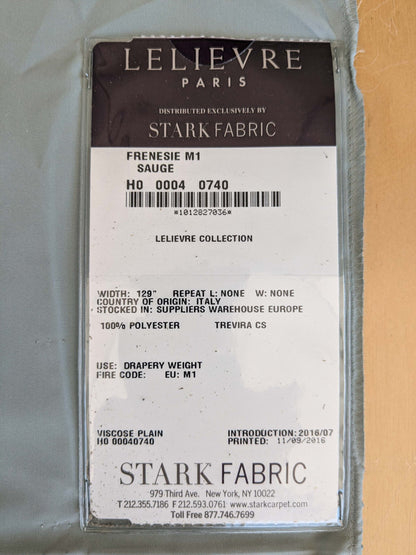 LELIEVRE
PARIS
DISTRIBUTED EXCLUSIVELY BY
STARK FABRIC
FRENESIE M1
SAUGE
H0 0004 0740
*1012827036*
LELIEVRE COLLECTION
WIDTH: 129" REPEAT L: NONE W: NONE
COUNTRY OF ORIGIN: ITALY
STOCKED IN: SUPPLIERS WAREHOUSE EUROPE
100% POLYESTER TREVIRA CS
USE: DRAPERY WEIGHT
FIRE CODE: EU: M1
VISCOSE PLAIN INTRODUCTION: 2016/07
H0 00040740 PRINTED: 11/09/2016
STARK FABRIC
979 Third Ave. New York, NY 10022
T 212.355.7186 F 212.593.0761 www.starkcarpet.com
Toll Free 877.746.7699